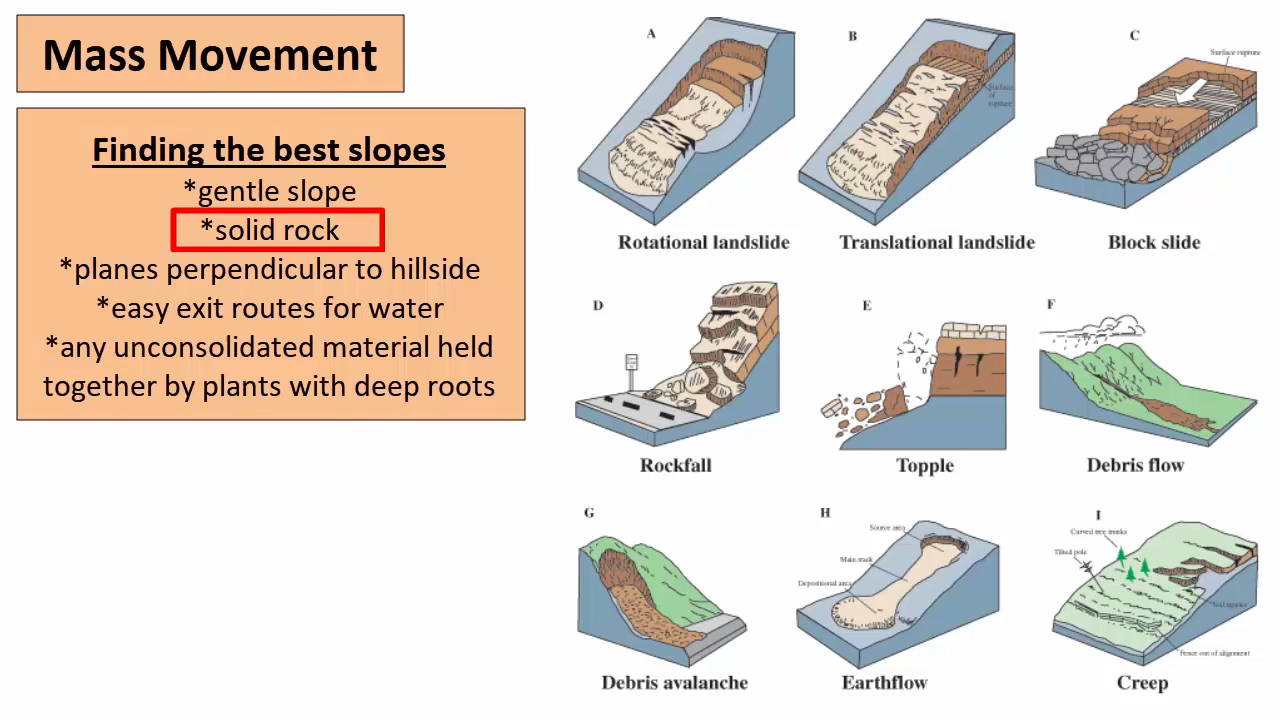 Mass Movement
Finding the best slopes
*gentle slope
*solid rock
*planes perpendicular to hillside
*easy exit routes for water
*any unconsolidated material held
together by plants with deep roots
A
Rotational landslide
B
Surface
of
rupture
Translational landslide
C
Surface rupture
Block slide
D
Rockfall
E
Topple
F
Debris flow
G
Debris avalanche
H
Source area
Main track
Depositional area
Earthflow
I
Curved tree trunks
Tilted pole
Soil ripples
Fence out of alignment
Creep